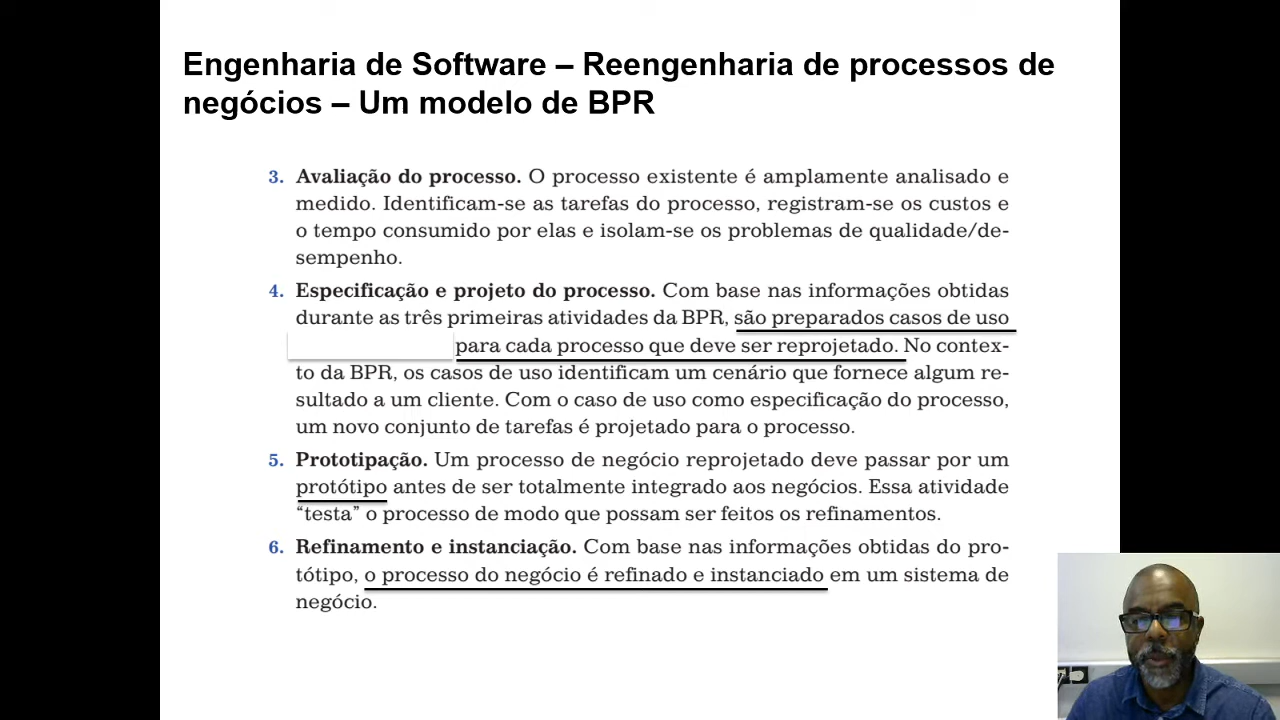 Engenharia de Software – Reengenharia de processos de
negócios – Um modelo de BPR
3. Avaliação do processo. O processo existente é amplamente analisado e
medido. Identificam-se as tarefas do processo, registram-se os custos e
o tempo consumido por elas e isolam-se os problemas de qualidade/de-
sempenho.
4. Especificação e projeto do processo. Com base nas informações obtidas
durante as três primeiras atividades da BPR, são preparados casos de uso
para cada processo que deve ser reprojetado. No contex-
to da BPR, os casos de uso identificam um cenário que fornece algum re-
sultado a um cliente. Com o caso de uso como especificação do processo,
um novo conjunto de tarefas é projetado para o processo.
5. Prototipação. Um processo de negócio reprojetado deve passar por um
protótipo antes de ser totalmente integrado aos negócios. Essa atividade
“testa” o processo de modo que possam ser feitos os refinamentos.
6. Refinamento e instanciação. Com base nas informações obtidas do pro-
tótipo, o processo do negócio é refinado e instanciado em um sistema de
negócio.